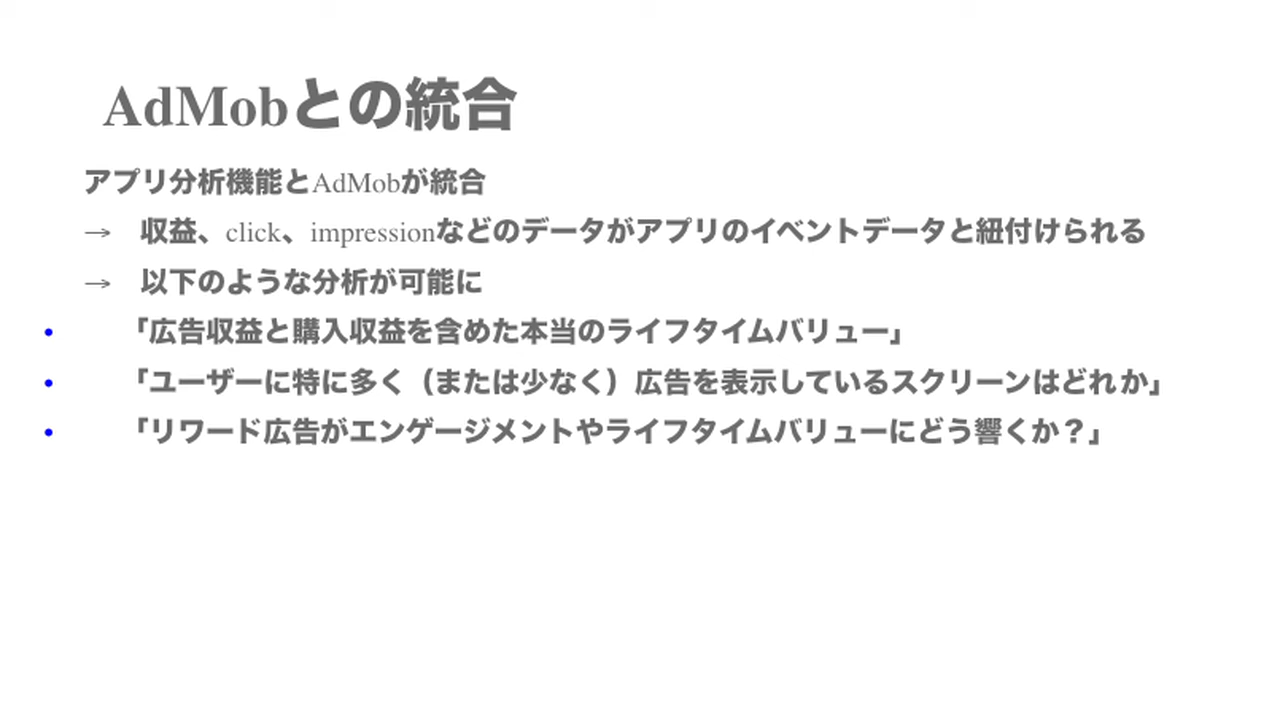 AdMobとの統合
アプリ分析機能とAdMobが統合
→ 収益、click、impressionなどのデータがアプリのイベントデータと紐付けられる
→ 以下のような分析が可能に
• 「広告収益と購入収益を含めた本当のライフタイムバリュー」
• 「ユーザーに特に多く（または少なく）広告を表示しているスクリーンはどれか」
• 「リワード広告がエンゲージメントやライフタイムバリューにどう響くか？」